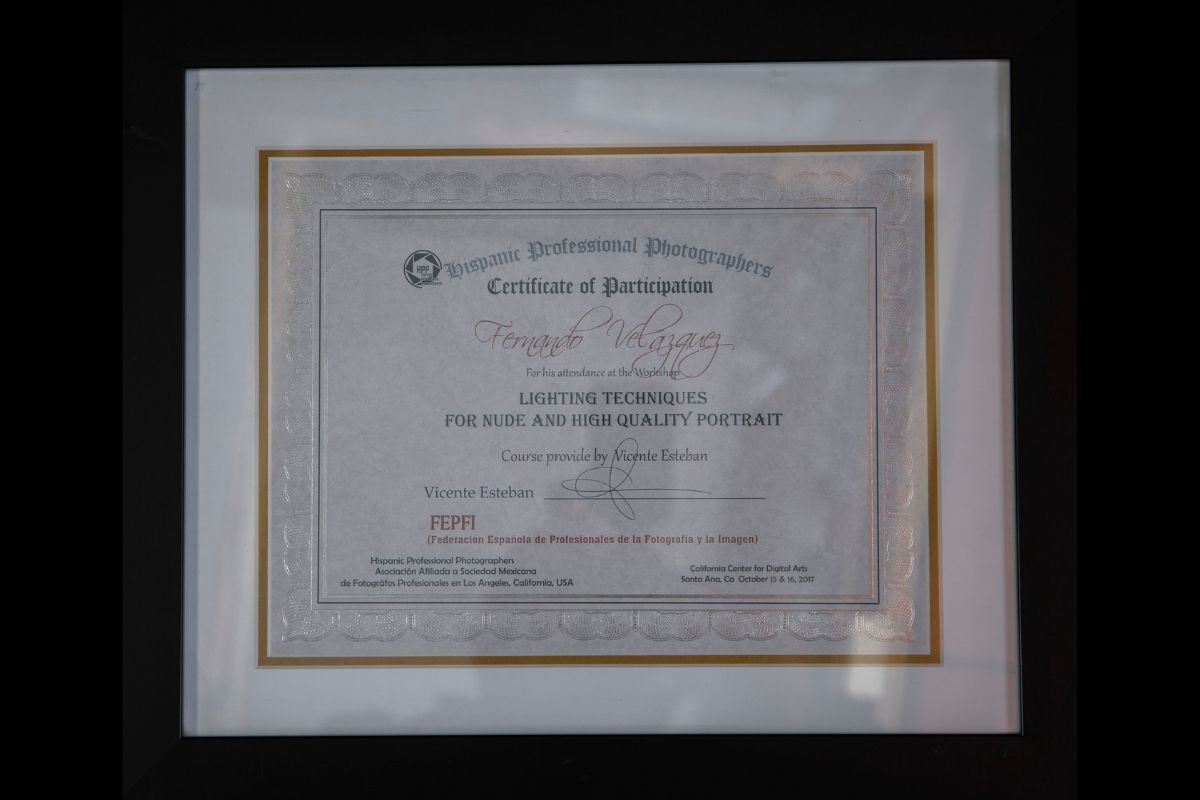 HPP
Hispanic Professional Photographers
Certificate of Participation
Fernando Velazquez
For his attendance at the Workshop
LIGHTING TECHNIQUES
FOR NUDE AND HIGH QUALITY PORTRAIT
Course provide by Vicente Esteban
Vicente Esteban
FEPFI
(Federación Española de Profesionales de la Fotografía y la Imagen)
Hispanic Professional Photographers
Asociación Afiliada a Sociedad Mexicana
de Fotográfos Profesionales en Los Angeles, California, USA
California Center for Digital Arts
Santa Ana, Ca October 15 & 16, 2017